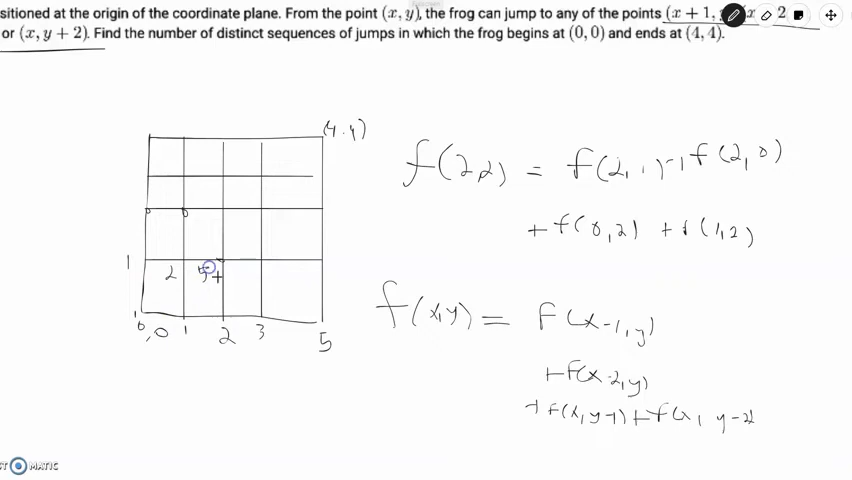 sitioned at the origin of the coordinate plane. From the point (x, y), the frog can jump to any of the points (x + 1, 2
or (x, y + 2). Find the number of distinct sequences of jumps in which the frog begins at (0, 0) and ends at (4, 4).
(4.4)
f(2,2) = f(2,1)+f(2,0)
+f(0,2) + f(1,2)
1 2 5+
f(x,y) = F(x-1,y)
0,0 1 2 3 5
+f(x-2,y)
+f(x,y-1)+f(x, y-2
MATIC